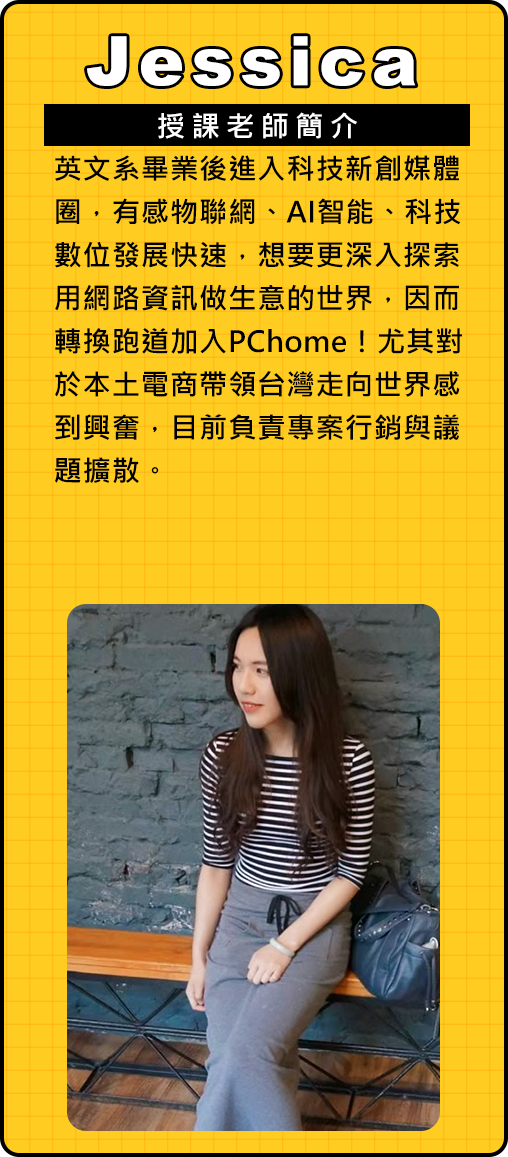 Jessica
授課老師簡介
英文系畢業後進入科技新創媒體
圈，有感物聯網、AI智能、科技
數位發展快速，想要更深入探索
用網路資訊做生意的世界，因而
轉換跑道加入PChome！尤其對
於本土電商帶領台灣走向世界感
到興奮，目前負責專案行銷與議
題擴散。